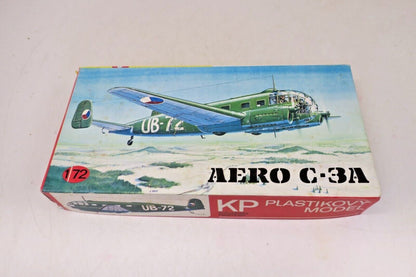 UB-72
AERO C-3A
1/72
UB-72
KP PLASTIKOVÝ
MODEL